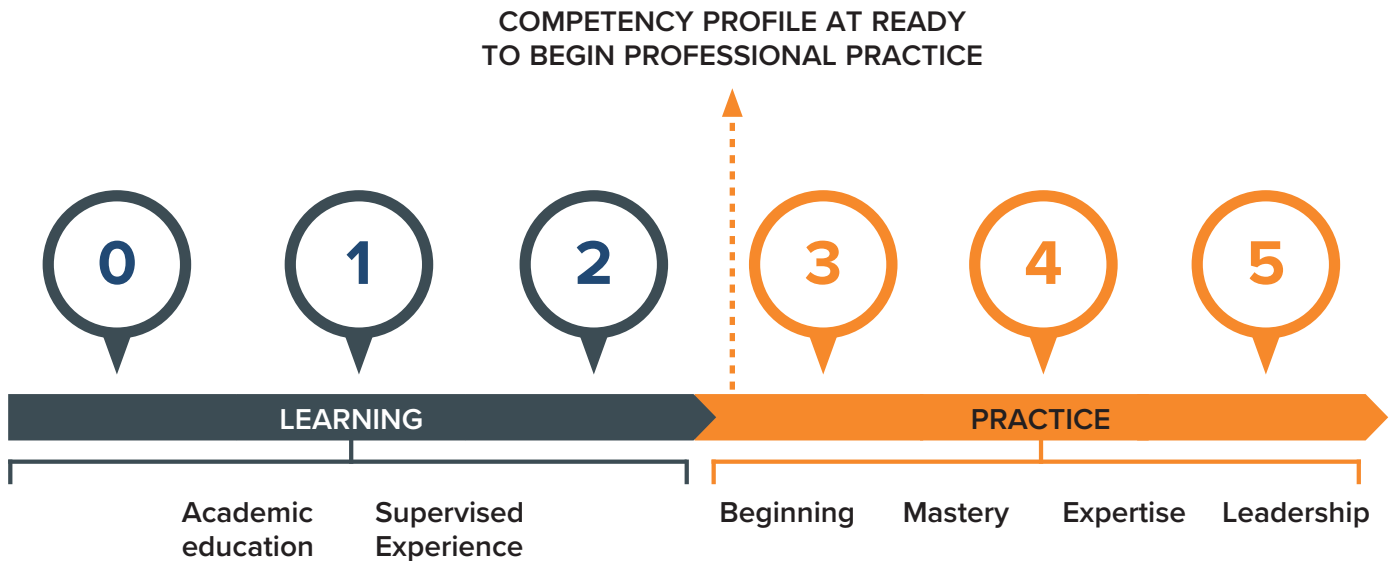 COMPETENCY PROFILE AT READY
TO BEGIN PROFESSIONAL PRACTICE
0 1 2 3 4 5
LEARNING PRACTICE
Academic
education
Supervised
Experience
Beginning Mastery Expertise Leadership